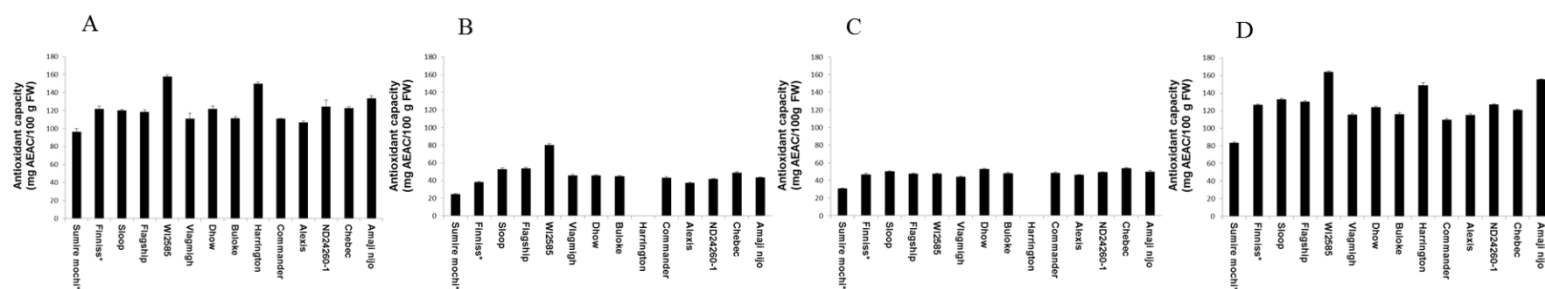 A
Antioxidant capacity
(mg AEAC/100 g FW)
180
160
140
120
100
80
60
40
20
0
Sumire mochi*
Finniss*
Sloop
Flagship
WI2585
Vlagmigh
Dhow
Buloke
Harrington
Commander
Alexis
ND24260-1
Chebec
Amaji nijo
B
Antioxidant capacity
(mg AEAC/100 g FW)
180
160
140
120
100
80
60
40
20
0
Sumire mochi*
Finniss*
Sloop
Flagship
WI2585
Vlagmigh
Dhow
Buloke
Harrington
Commander
Alexis
ND24260-1
Chebec
Amaji nijo
C
Antioxidant capacity
(mg AEAC/100g FW)
180
160
140
120
100
80
60
40
20
0
Sumire mochi*
Finniss*
Sloop
Flagship
WI2585
Vlagmigh
Dhow
Buloke
Harrington
Commander
Alexis
ND24260-1
Chebec
Amaji nijo
D
Antioxidant capacity
(mg AEAC/100 g FW)
180
160
140
120
100
80
60
40
20
0
Sumire mochi*
Finniss*
Sloop
Flagship
WI2585
Vlagmigh
Dhow
Buloke
Harrington
Commander
Alexis
ND24260-1
Chebec
Amaji nijo